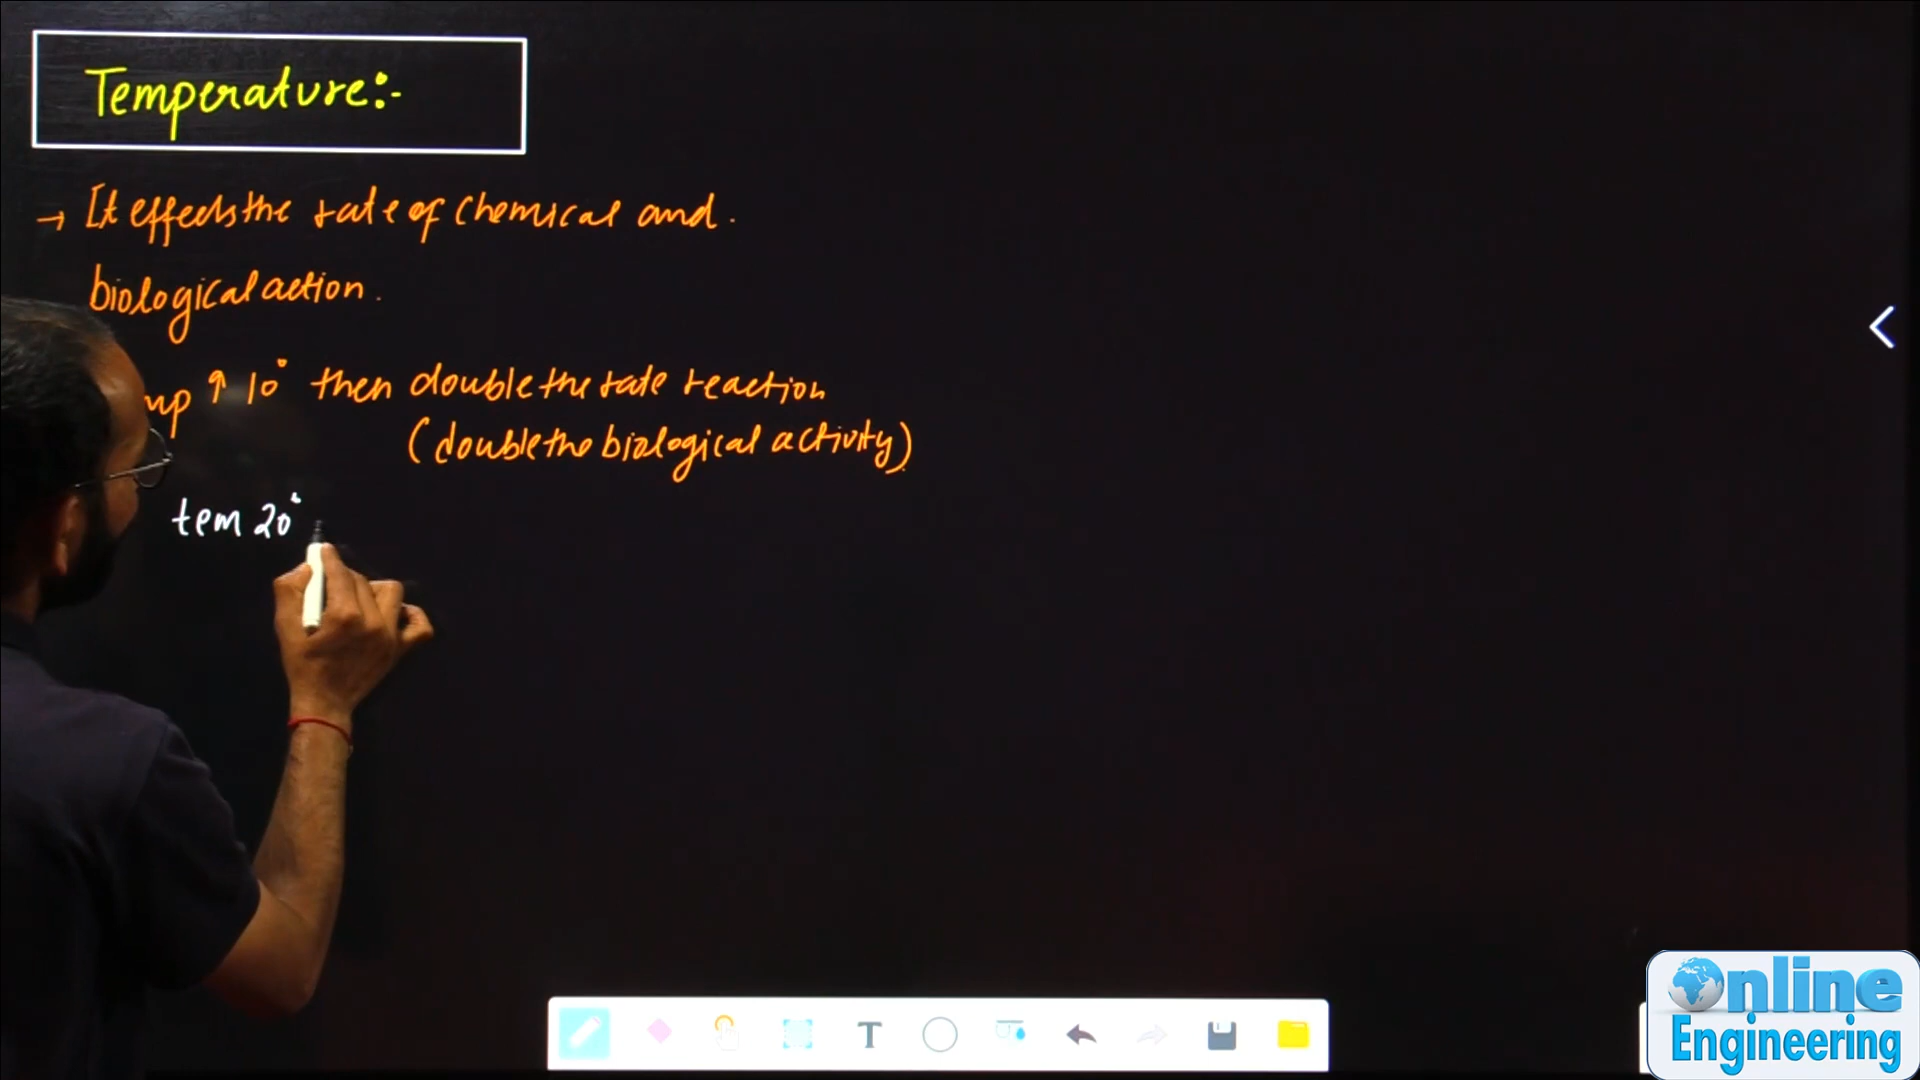 Temperature:-
→ It effects the rate of chemical and.
biological action.
mp ↑ 10° then double the rate reaction
(double the biological activity)
tem 20°
T
Online
Engineering